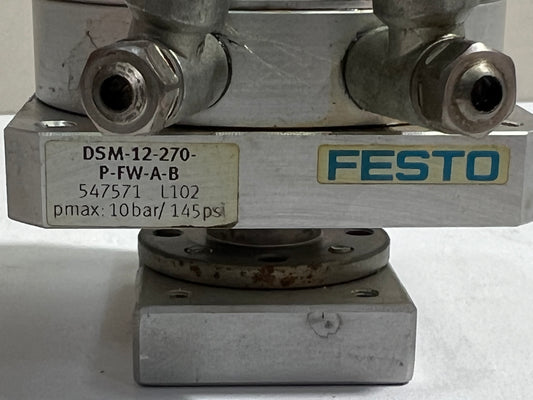 DSM-12-270-
P-FW-A-B
547571 L102
pmax: 10bar/ 145psi
FESTO